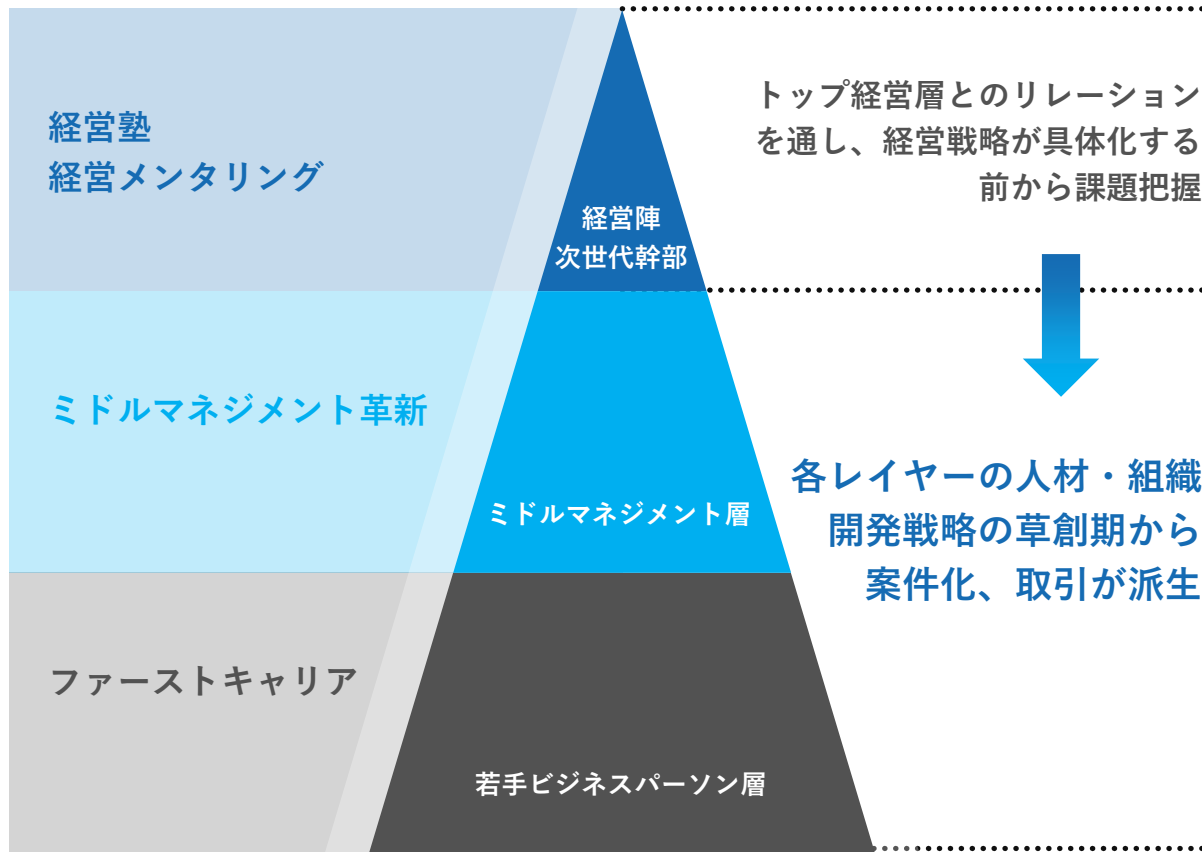 経営塾
経営メンタリング
経営陣
次世代幹部
トップ経営層とのリレーション
を通し、経営戦略が具体化する
前から課題把握
ミドルマネジメント革新
ミドルマネジメント層
各レイヤーの人材・組織
開発戦略の草創期から
案件化、取引が派生
ファーストキャリア
若手ビジネスパーソン層